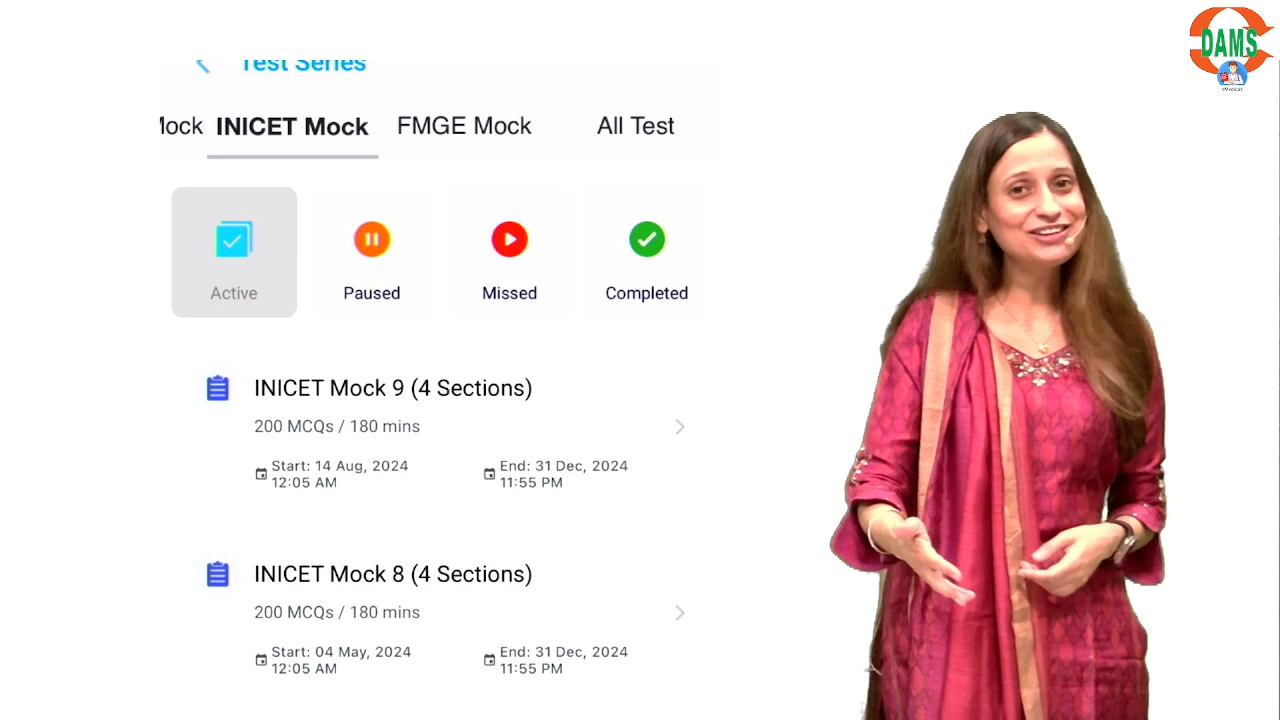 Test Series
Mock INICET Mock FMGE Mock All Test
Active Paused Missed Completed
INICET Mock 9 (4 Sections)
200 MCQs / 180 mins
Start: 14 Aug, 2024 End: 31 Dec, 2024
12:05 AM 11:55 PM
INICET Mock 8 (4 Sections)
200 MCQs / 180 mins
Start: 04 May, 2024 End: 31 Dec, 2024
12:05 AM 11:55 PM
DAMS